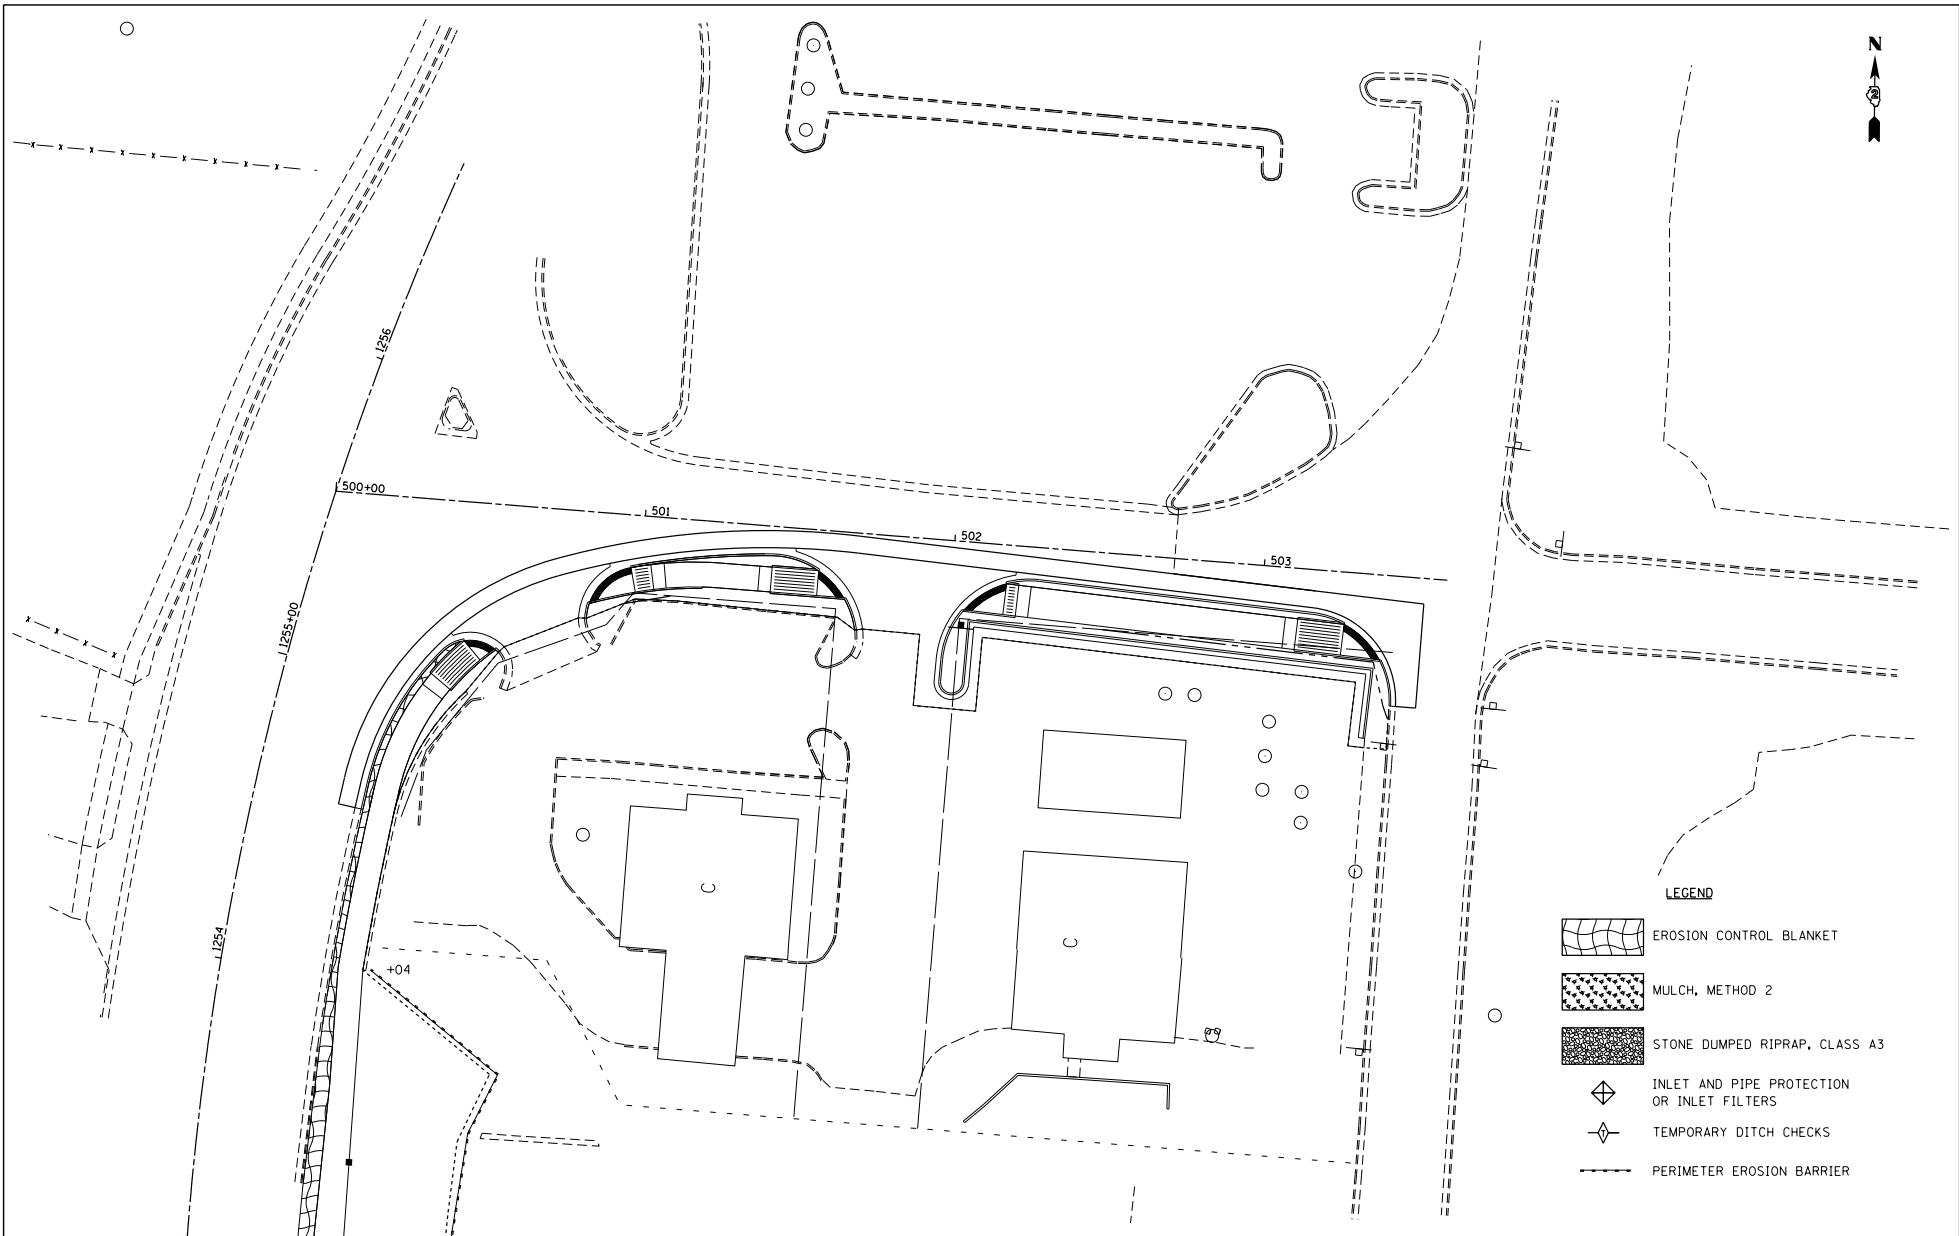 N
1256
500+00
501
502
503
1255+00
1254
+04
LEGEND
EROSION CONTROL BLANKET
MULCH, METHOD 2
STONE DUMPED RIPRAP, CLASS A3
INLET AND PIPE PROTECTION
OR INLET FILTERS
T
TEMPORARY DITCH CHECKS
PERIMETER EROSION BARRIER
C
C
2